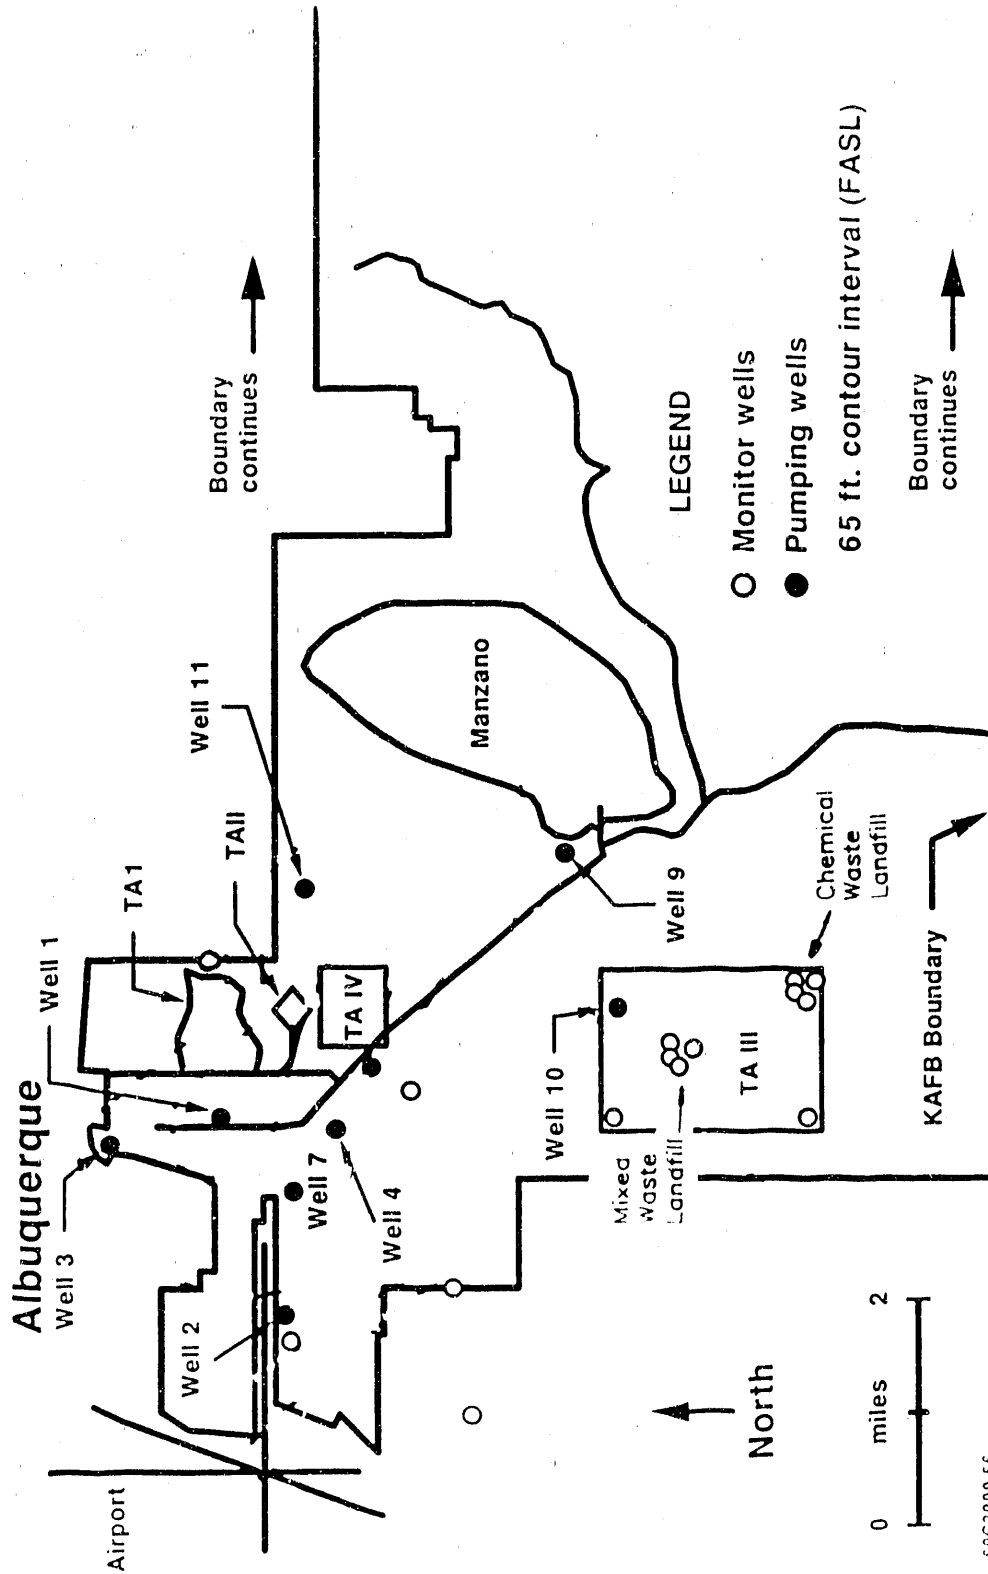 Albuquerque
Well 3
Well 1
TA 1
TAII
Well 11
Boundary
continues
Airport
Well 2
Well 7
Well 4
TA IV
Manzano
Well 9
Well 10
Mixed
Waste
Landfill
TA III
Chemical
Waste
Landfill
KAFB Boundary
LEGEND
Monitor wells
Pumping wells
65 ft. contour interval (FASL)
Boundary
continues
North
0 miles 2